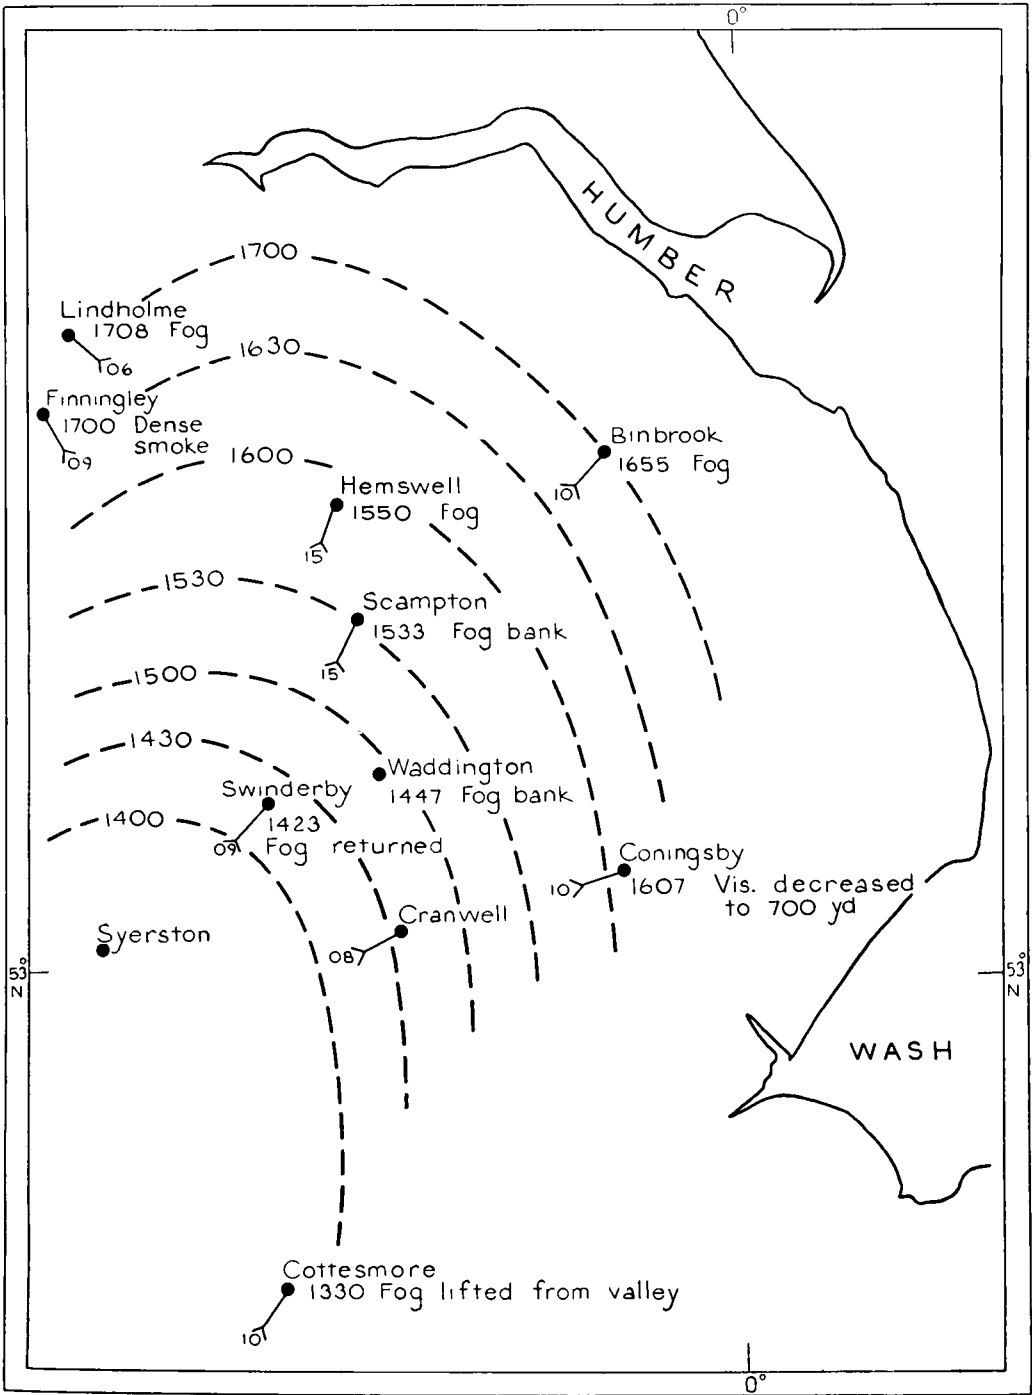 0°
HUMBER
1700
Lindholme
1708 Fog
06
1630
Finningley
1700 Dense
smoke
09
Binbrook
1655 Fog
10
1600
Hemswell
1550 Fog
15
1530
Scampton
1533 Fog bank
15
1500
1430
Waddington
1447 Fog bank
Swinderby
1423
Fog returned
09
1400
Coningsby
1607 Vis. decreased
to 700 yd
10
Cranwell
08
Syerston
53°
N
53°
N
WASH
Cottesmore
1330 Fog lifted from valley
10
0°